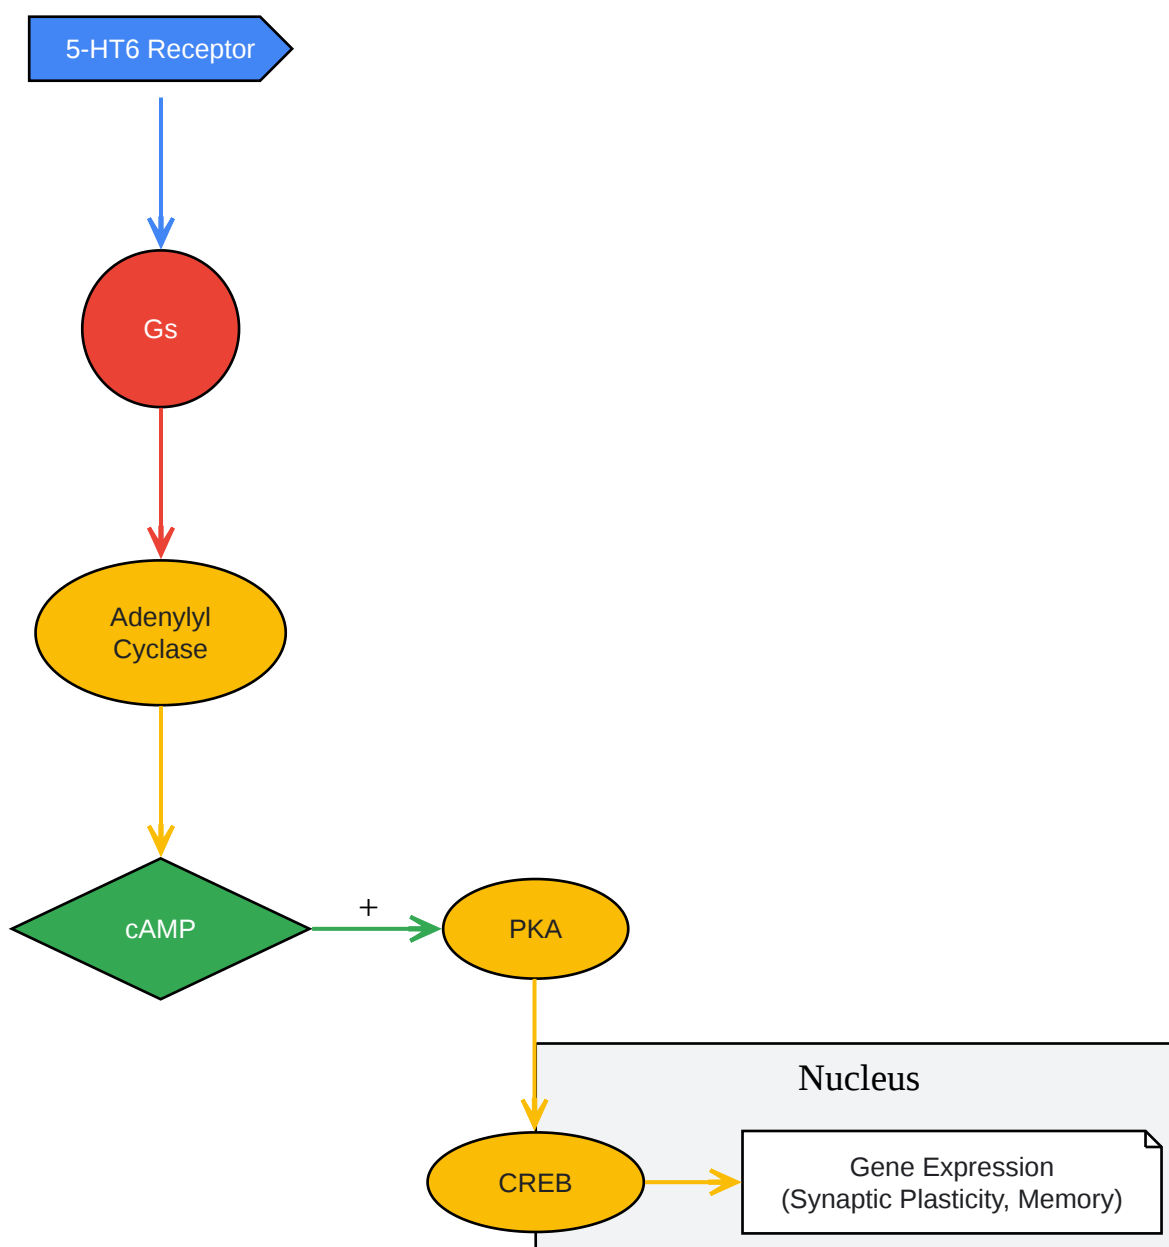 5-HT6 Receptor
Gs
Adenylyl
Cyclase
cAMP
+
PKA
Nucleus
CREB
Gene Expression
(Synaptic Plasticity, Memory)